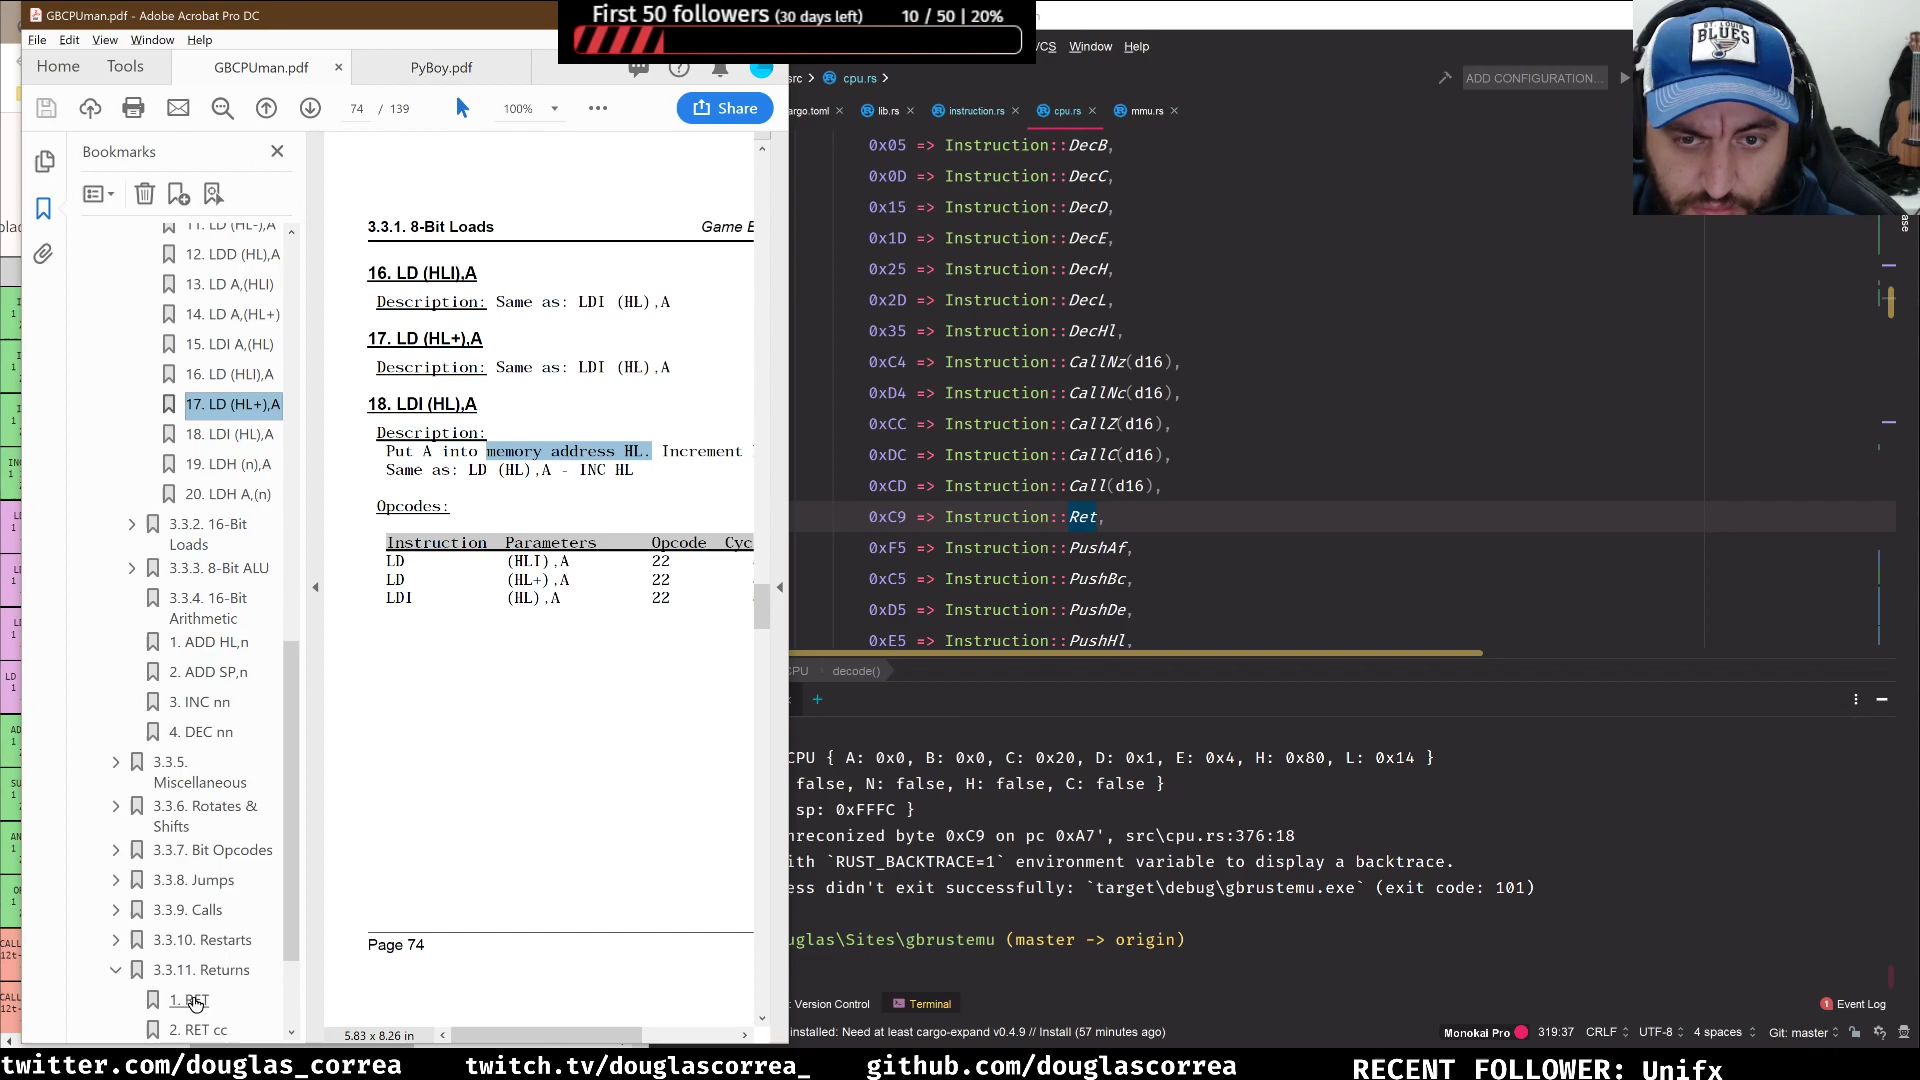 GBCPUman.pdf - Adobe Acrobat Pro DC
First 50 followers (30 days left) 10 / 50 | 20%
File Edit View Window Help
VCS Window Help
Home Tools GBCPUman.pdf PyBoy.pdf
src cpu.rs
ADD CONFIGURATION...
74 / 139 100% Share
argo.toml lib.rs instruction.rs cpu.rs mmu.rs
Bookmarks
11. LD (HL-),A
12. LDD (HL),A
13. LD A,(HLI)
14. LD A,(HL+)
15. LDI A,(HL)
16. LD (HLI),A
17. LD (HL+),A
18. LDI (HL),A
19. LDH (n),A
20. LDH A,(n)
3.3.2. 16-Bit
Loads
3.3.3. 8-Bit ALU
3.3.4. 16-Bit
Arithmetic
1. ADD HL,n
2. ADD SP,n
3. INC nn
4. DEC nn
3.3.5.
Miscellaneous
3.3.6. Rotates &
Shifts
3.3.7. Bit Opcodes
3.3.8. Jumps
3.3.9. Calls
3.3.10. Restarts
3.3.11. Returns
1. RET
2. RET cc
3.3.1. 8-Bit Loads Game B
16. LD (HLI),A
Description: Same as: LDI (HL),A
17. LD (HL+),A
Description: Same as: LDI (HL),A
18. LDI (HL),A
Description:
Put A into memory address HL. Increment
Same as: LD (HL),A - INC HL
Opcodes:
Instruction Parameters Opcode Cyc
LD (HLI),A 22
LD (HL+),A 22
LDI (HL),A 22
Page 74
5.83 x 8.26 in
0x05 => Instruction::DecB,
0x0D => Instruction::DecC,
0x15 => Instruction::DecD,
0x1D => Instruction::DecE,
0x25 => Instruction::DecH,
0x2D => Instruction::DecL,
0x35 => Instruction::DecHl,
0xC4 => Instruction::CallNz(d16),
0xD4 => Instruction::CallNc(d16),
0xCC => Instruction::CallZ(d16),
0xDC => Instruction::CallC(d16),
0xCD => Instruction::Call(d16),
0xC9 => Instruction::Ret,
0xF5 => Instruction::PushAf,
0xC5 => Instruction::PushBc,
0xD5 => Instruction::PushDe,
0xE5 => Instruction::PushHl,
CPU decode()
CPU { A: 0x0, B: 0x0, C: 0x20, D: 0x1, E: 0x4, H: 0x80, L: 0x14 }
false, N: false, H: false, C: false }
sp: 0xFFFC }
nreconized byte 0xC9 on pc 0xA7', src\cpu.rs:376:18
ith `RUST_BACKTRACE=1` environment variable to display a backtrace.
ess didn't exit successfully: `target\debug\gbrustemu.exe` (exit code: 101)
uglas\Sites\gbrustemu (master -> origin)
Version Control Terminal 1 Event Log
installed: Need at least cargo-expand v0.4.9 // Install (57 minutes ago) Monokai Pro 319:37 CRLF UTF-8 4 spaces Git: master
BLUES
twitter.com/douglas_correa twitch.tv/douglascorrea_ github.com/douglascorrea RECENT FOLLOWER: Unifx